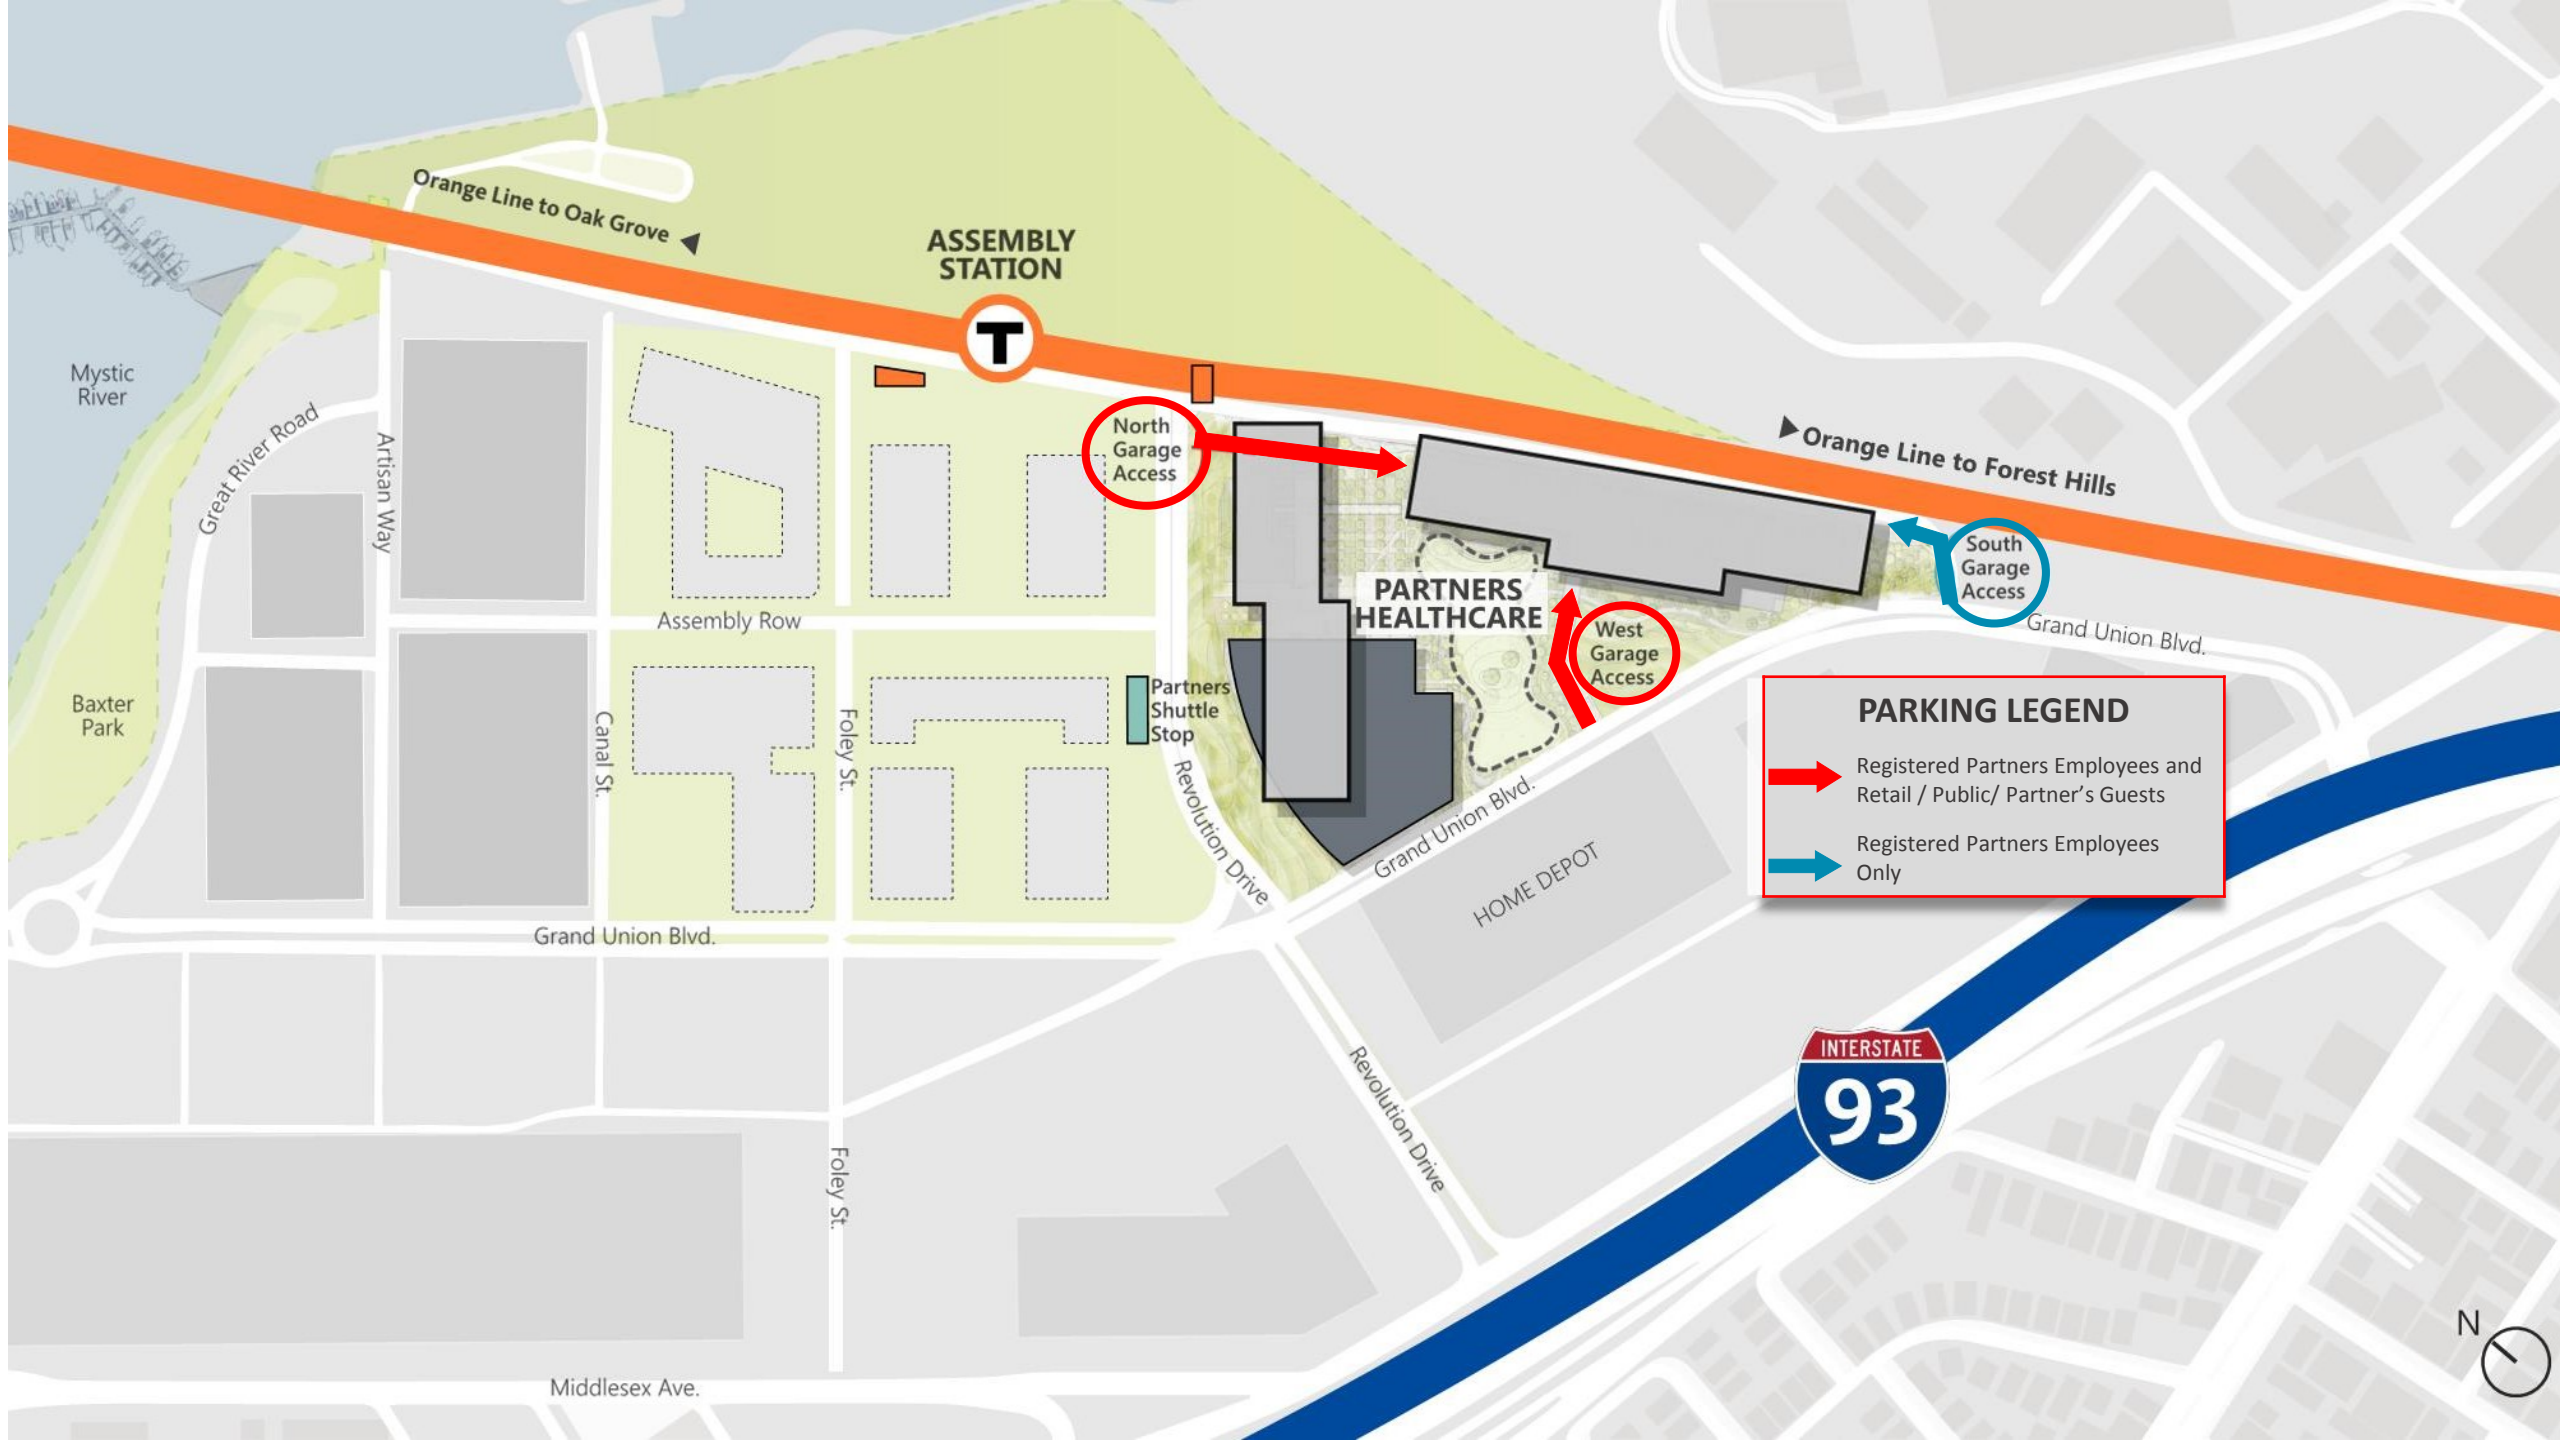 Orange Line to Oak Grove
ASSEMBLY
STATION
T
Mystic
River
Great River Road
Artisan Way
North
Garage
Access
Orange Line to Forest Hills
South
Garage
Access
PARTNERS
HEALTHCARE
Assembly Row
West
Garage
Access
Grand Union Blvd.
Baxter
Park
Canal St.
Foley St.
Partners
Shuttle
Stop
Revolution Drive
Grand Union Blvd.
HOME DEPOT
PARKING LEGEND
Registered Partners Employees and
Retail / Public/ Partner's Guests
Registered Partners Employees
Only
Grand Union Blvd.
INTERSTATE
93
Revolution Drive
Foley St.
Middlesex Ave.
N